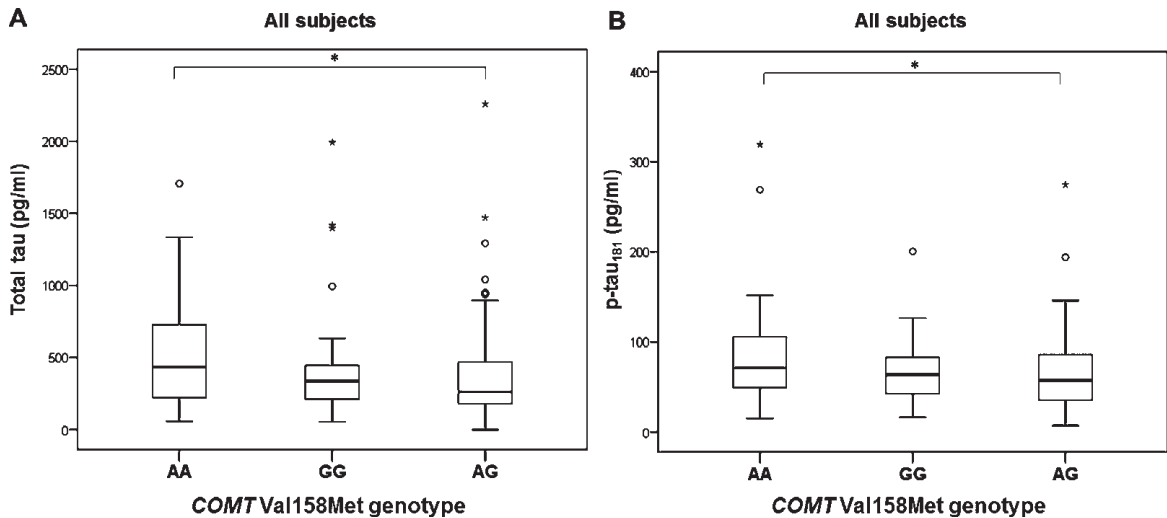 A
All subjects
*
2500
2000
1500
1000
500
0
Total tau (pg/ml)
AA GG AG
COMT Val158Met genotype
B
All subjects
*
400
300
200
100
0
p-tau181 (pg/ml)
AA GG AG
COMT Val158Met genotype